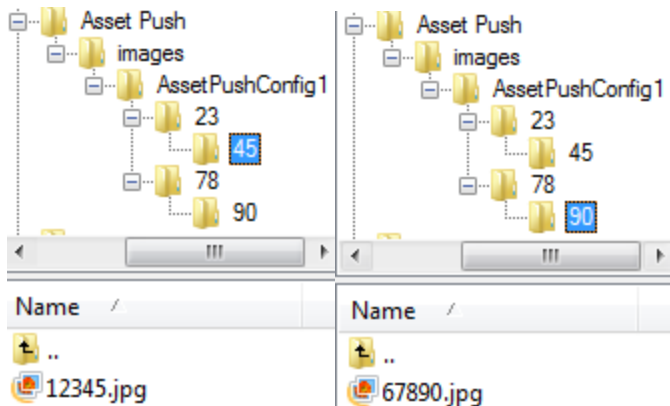 Asset Push
images
AssetPushConfig1
23
45
78
90
Name
..
12345.jpg
Asset Push
images
AssetPushConfig1
23
45
78
90
Name
..
67890.jpg